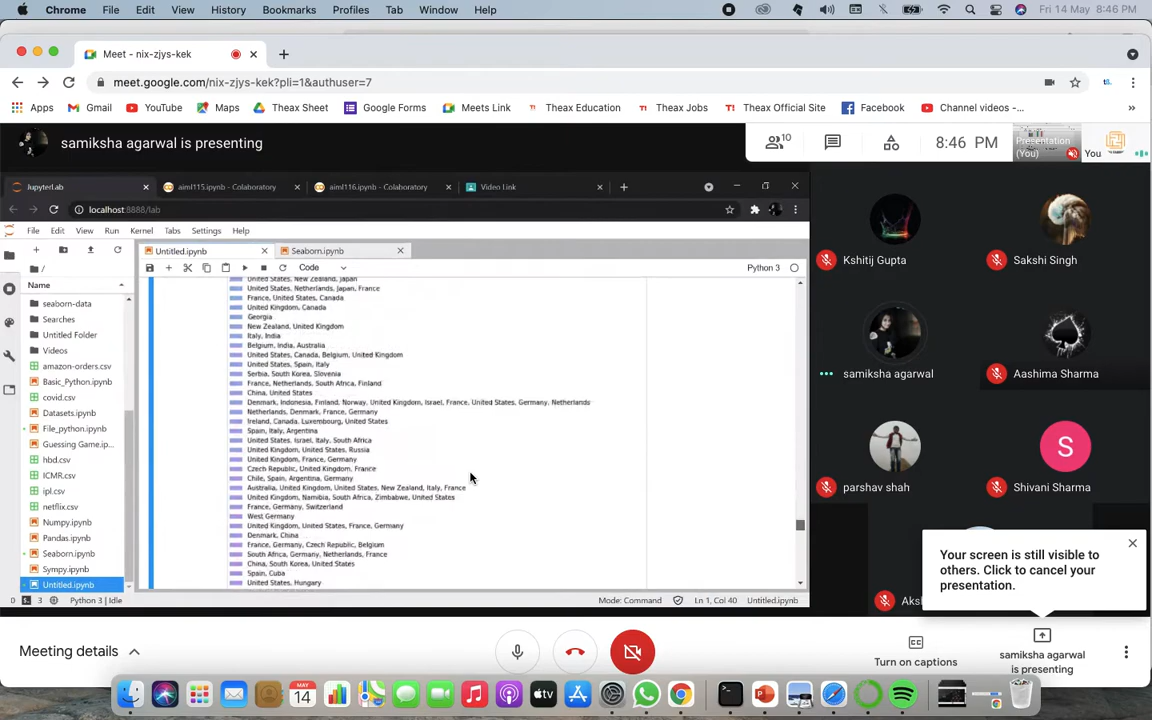 Chrome File Edit View History Bookmarks Profiles Tab Window Help Fri 14 May 8:46 PM
Meet - nix-zjys-kek
meet.google.com/nix-zjys-kek?pli=1&authuser=7
Apps Gmail YouTube Maps Theax Sheet Google Forms Meets Link Theax Education Theax Jobs Theax Official Site Facebook Channel videos -...
samiksha agarwal is presenting
10
8:46 PM
Presentation
(You)
You
JupyterLab aiml115.ipynb - Colaboratory aiml116.ipynb - Colaboratory Video Link
localhost:8888/lab
File Edit View Run Kernel Tabs Settings Help
Untitled.ipynb Seaborn.ipynb
Code Python 3
/
Name
seaborn-data
Searches
Untitled Folder
Videos
amazon-orders.csv
Basic_Python.ipynb
covid.csv
Datasets.ipynb
File_python.ipynb
Guessing Game.ip...
hbd.csv
ICMR.csv
ipl.csv
netflix.csv
Numpy.ipynb
Pandas.ipynb
Seaborn.ipynb
Sympy.ipynb
Untitled.ipynb
United States, New Zealand, Japan
United States, Netherlands, Japan, France
France, United States, Canada
United Kingdom, Canada
Georgia
New Zealand, United Kingdom
Italy, India
Belgium, India, Australia
United States, Canada, Belgium, United Kingdom
United States, Spain, Italy
Serbia, South Korea, Slovenia
France, Netherlands, South Africa, Finland
China, United States
Denmark, Indonesia, Finland, Norway, United Kingdom, Israel, France, United States, Germany, Netherlands
Netherlands, Denmark, France, Germany
Ireland, Canada, Luxembourg, United States
Spain, Italy, Argentina
United States, Israel, Italy, South Africa
United Kingdom, United States, Russia
United Kingdom, France, Germany
Czech Republic, United Kingdom, France
Chile, Spain, Argentina, Germany
Australia, United Kingdom, United States, New Zealand, Italy, France
United Kingdom, Namibia, South Africa, Zimbabwe, United States
France, Germany, Switzerland
West Germany
United Kingdom, United States, France, Germany
Denmark, China
France, Germany, Czech Republic, Belgium
South Africa, Germany, Netherlands, France
China, South Korea, United States
Spain, Cuba
United States, Hungary
0 3 Python 3 | Idle Mode: Command Ln 1, Col 40 Untitled.ipynb
Kshitij Gupta
Sakshi Singh
samiksha agarwal
Aashima Sharma
parshav shah
S
Shivani Sharma
Your screen is still visible to
others. Click to cancel your
presentation.
Meeting details
Turn on captions
samiksha agarwal
is presenting
MAY
14
tv